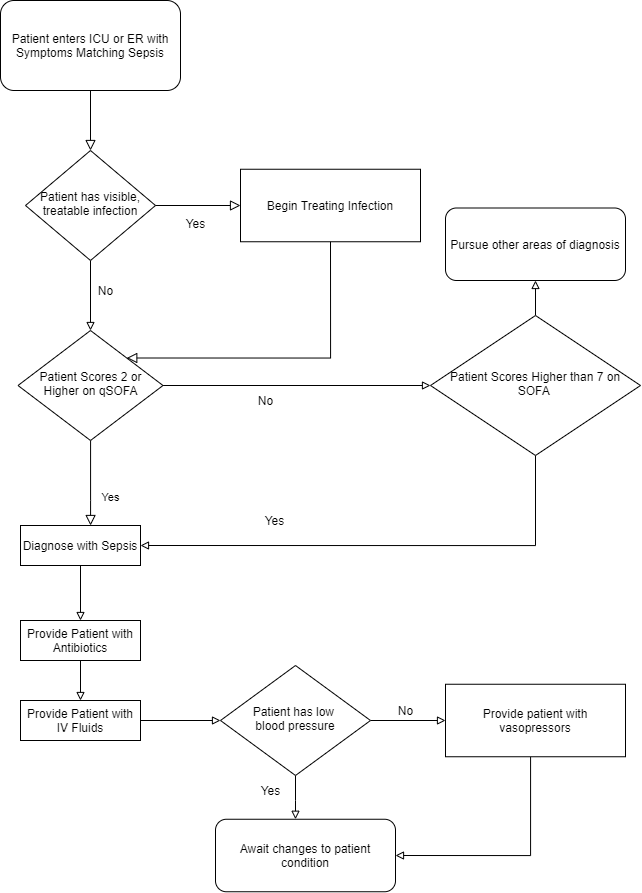 Patient enters ICU or ER with
Symptoms Matching Sepsis
Patient has visible,
treatable infection
Yes
Begin Treating Infection
Pursue other areas of diagnosis
No
Patient Scores 2 or
Higher on qSOFA
No
Patient Scores Higher than 7 on
SOFA
Yes
Yes
Diagnose with Sepsis
Provide Patient with
Antibiotics
Provide Patient with
IV Fluids
Patient has low
blood pressure
No
Provide patient with
vasopressors
Yes
Await changes to patient
condition